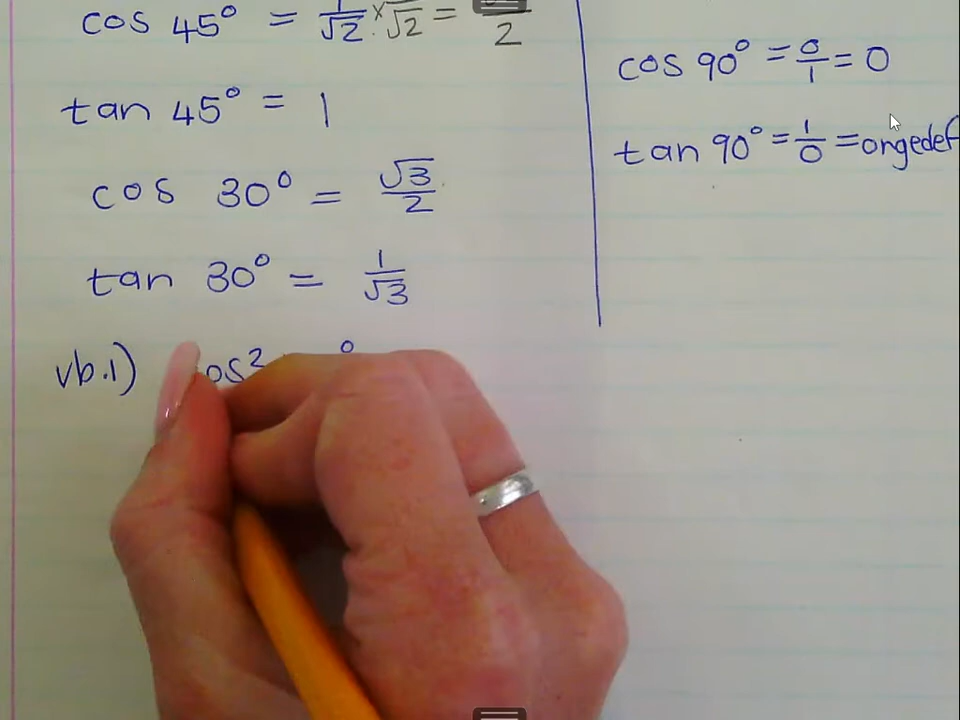 cos 45° = 1/√2 × /√2 = /2
tan 45° = 1
cos 30° = √3/2
tan 30° = 1/√3
vb.1) os²
cos 90° = 0/1 = 0
tan 90° = 1/0 = ongedef